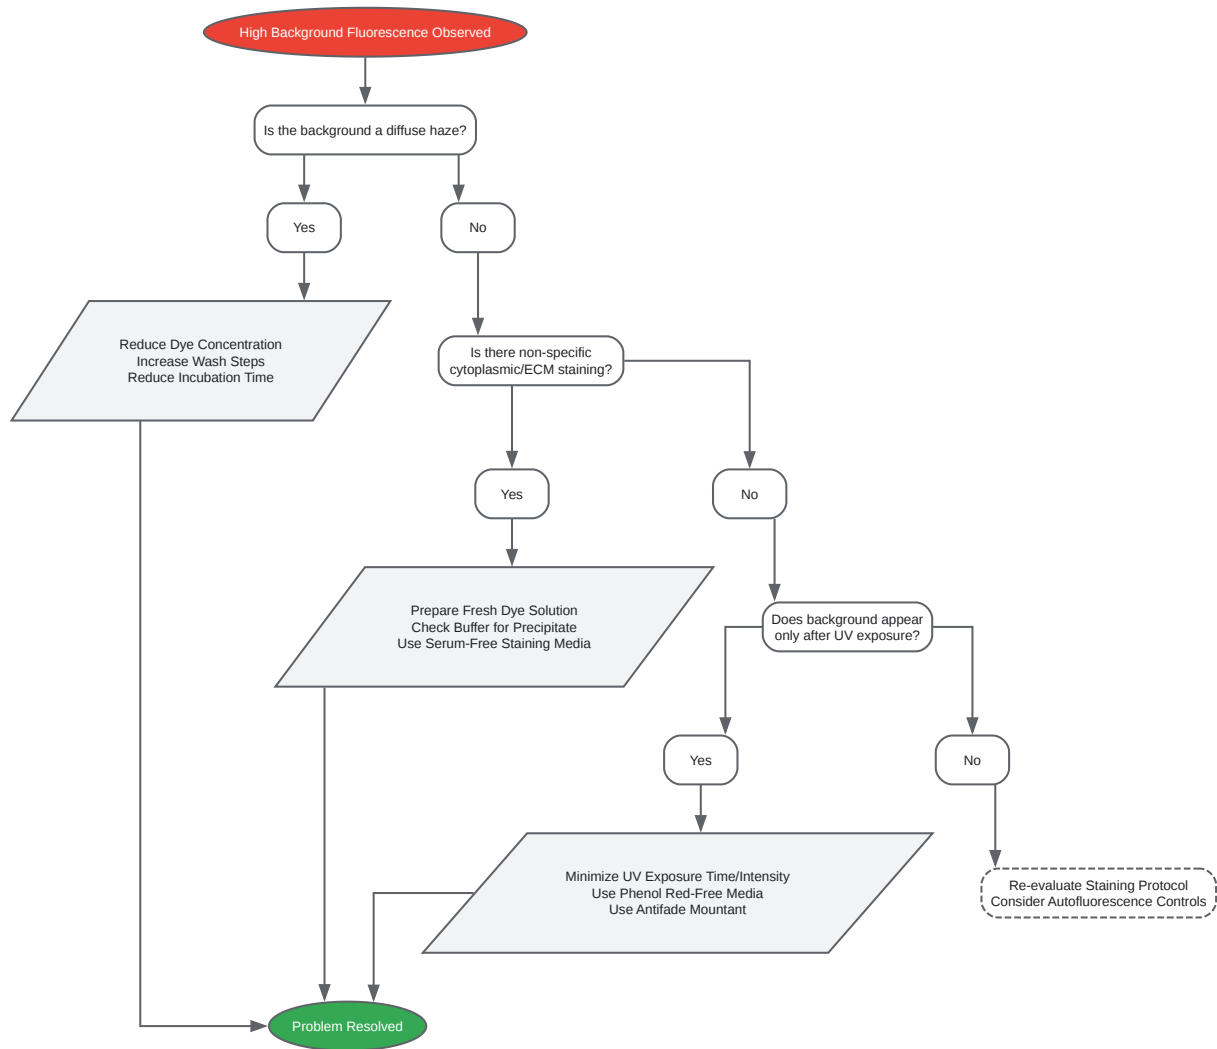 High Background Fluorescence Observed
Is the background a diffuse haze?
Yes
No
Reduce Dye Concentration
Increase Wash Steps
Reduce Incubation Time
Is there non-specific
cytoplasmic/ECM staining?
Yes
No
Prepare Fresh Dye Solution
Check Buffer for Precipitate
Use Serum-Free Staining Media
Does background appear
only after UV exposure?
Yes
No
Minimize UV Exposure Time/Intensity
Use Phenol Red-Free Media
Use Antifade Mountant
Re-evaluate Staining Protocol
Consider Autofluorescence Controls
Problem Resolved